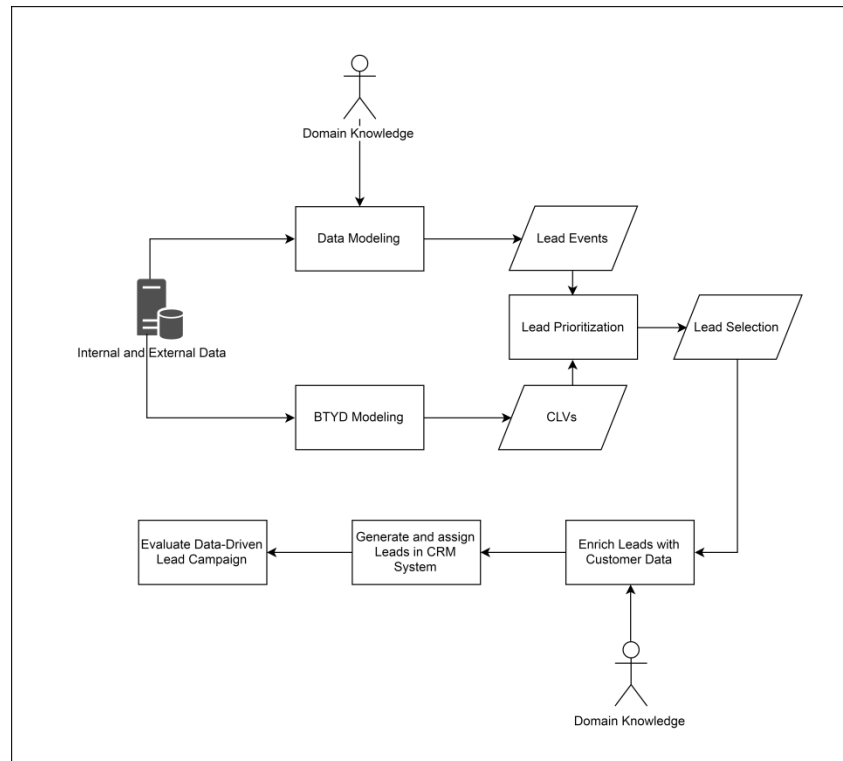 Domain Knowledge
Data Modeling
Lead Events
Internal and External Data
Lead Prioritization
Lead Selection
BTYD Modeling
CLVs
Evaluate Data-Driven
Lead Campaign
Generate and assign
Leads in CRM
System
Enrich Leads with
Customer Data
Domain Knowledge